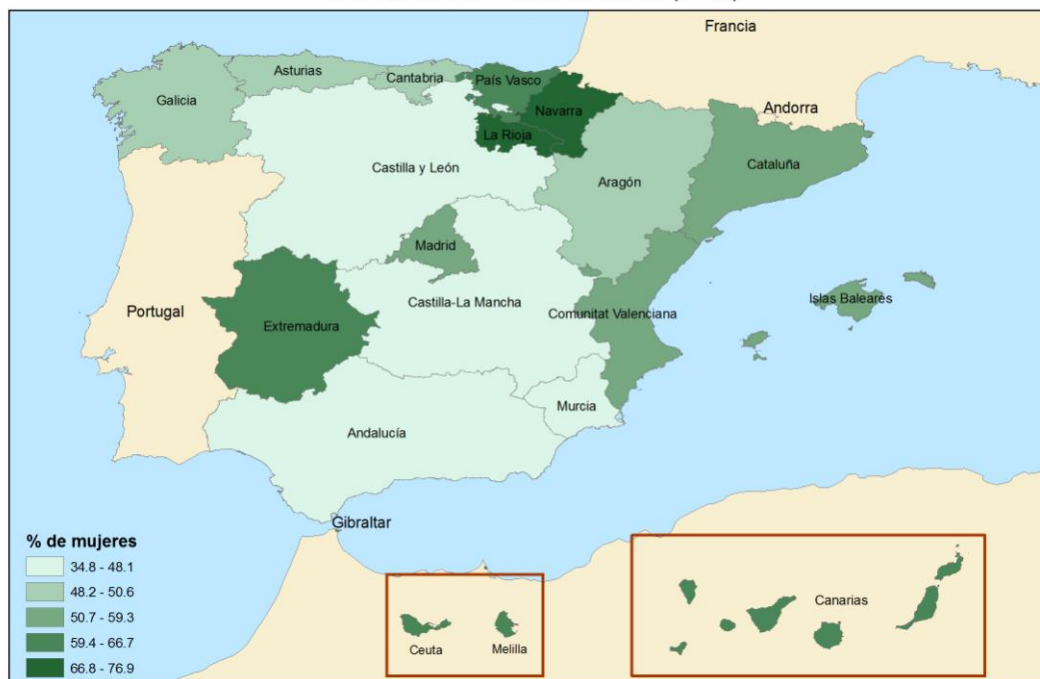 Francia
Asturias
Cantabria
País Vasco
Galicia
Navarra
Andorra
La Rioja
Castilla y León
Cataluña
Aragón
Madrid
Portugal
Extremadura
Castilla-La Mancha
Comunitat Valenciana
Islas Baleares
Murcia
Andalucía
Gibraltar
% de mujeres
34.8 - 48.1
48.2 - 50.6
50.7 - 59.3
59.4 - 66.7
66.8 - 76.9
Ceuta
Melilla
Canarias